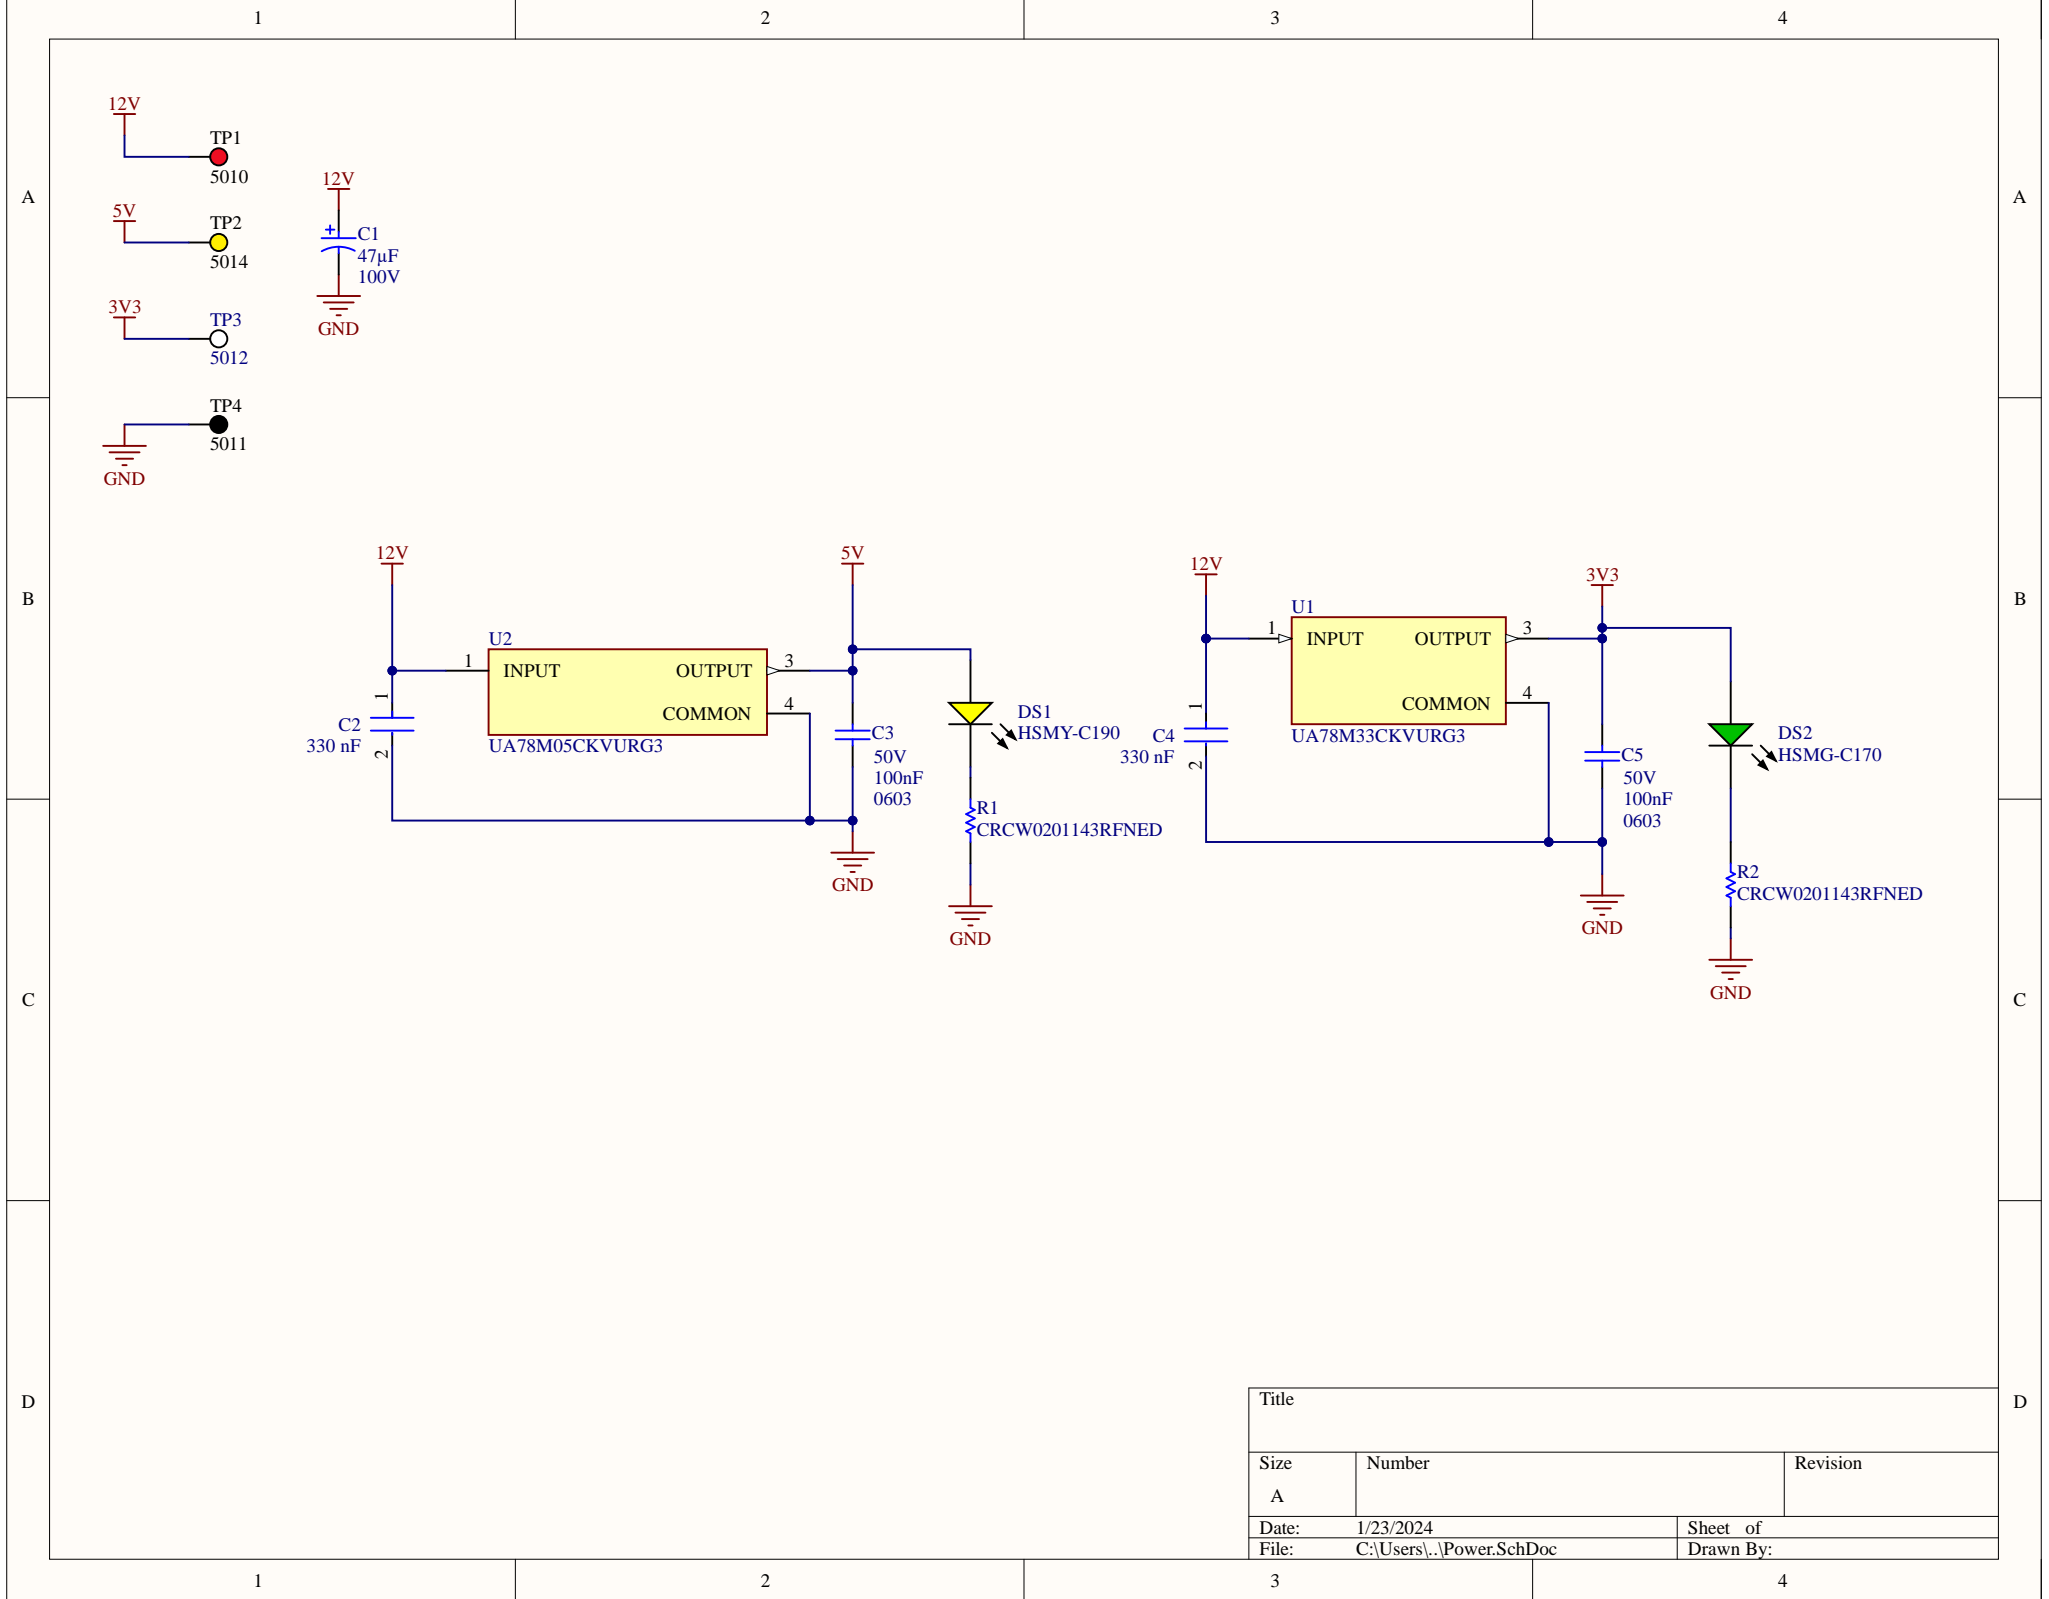 1 2 3 4
A A
12V
TP1
5010
5V
TP2
5014
3V3
TP3
5012
TP4
5011
GND
12V
+
C1
47µF
100V
GND
B B
12V
5V
U2
1 INPUT OUTPUT 3
COMMON 4
UA78M05CKVURG3
1
C2
330 nF
2
C3
50V
100nF
0603
GND
DS1
HSMY-C190
R1
CRCW0201143RFNED
GND
12V
3V3
U1
1 INPUT OUTPUT 3
COMMON 4
UA78M33CKVURG3
1
C4
330 nF
2
C5
50V
100nF
0603
GND
DS2
HSMG-C170
R2
CRCW0201143RFNED
GND
C C
D D
Title
Size Number Revision
A
Date: 1/23/2024 Sheet of
File: C:\Users\..\Power.SchDoc Drawn By:
1 2 3 4